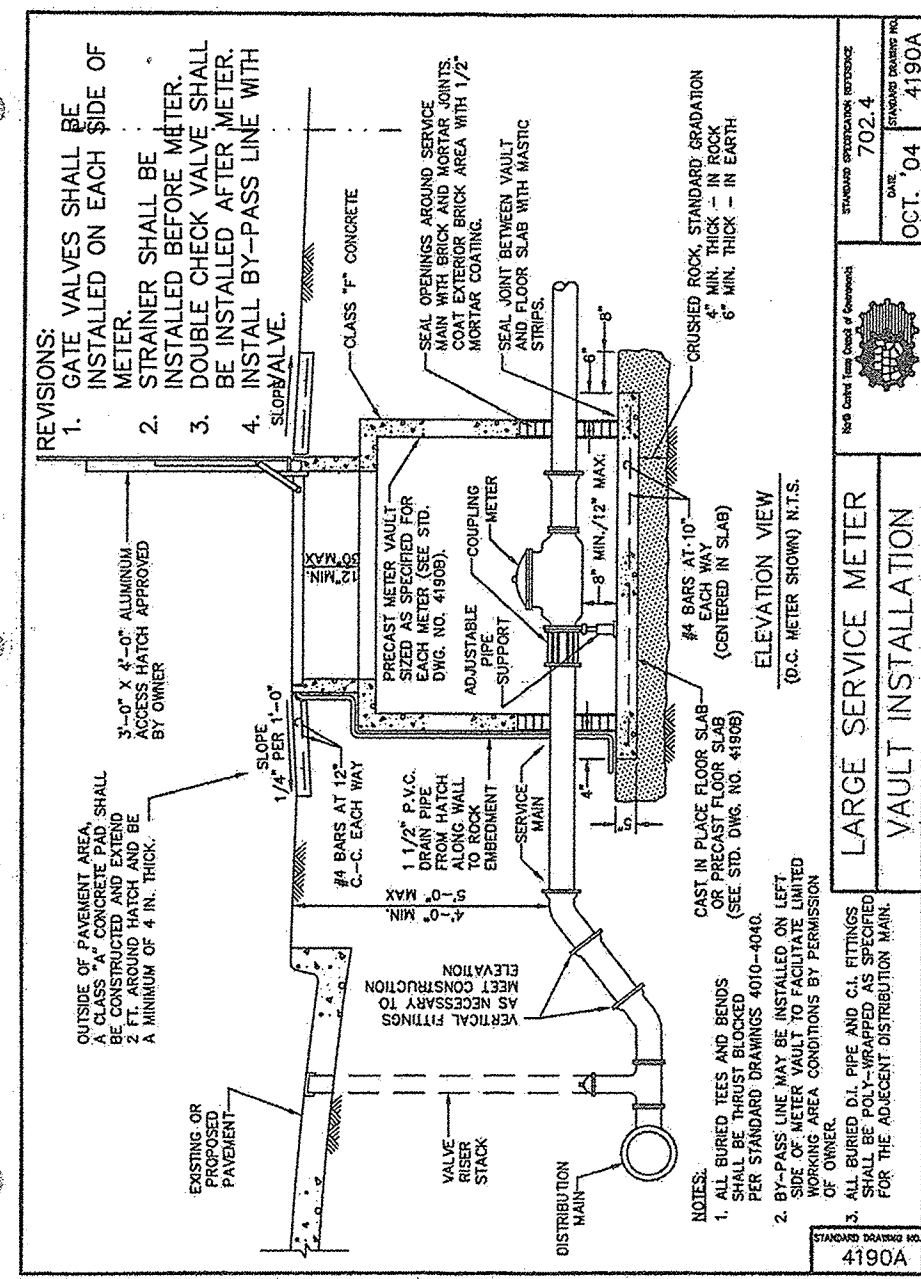 REVISIONS:
1. GATE VALVES SHALL BE
INSTALLED ON EACH SIDE OF
METER.
2. STRAINER SHALL BE
INSTALLED BEFORE METER.
3. DOUBLE CHECK VALVE SHALL
BE INSTALLED AFTER METER.
4. INSTALL BY-PASS LINE WITH
VALVE.
SLOPE
OUTSIDE OF PAVEMENT AREA,
A CLASS "A" CONCRETE PAD SHALL
BE CONSTRUCTED AND EXTEND
2 FT. AROUND HATCH AND BE
A MINIMUM OF 4 IN. THICK.
3'-0" X 4'-0" ALUMINUM
ACCESS HATCH APPROVED
BY OWNER
SLOPE
1/4" PER 1'-0"
EXISTING OR
PROPOSED
PAVEMENT
#4 BARS AT 12"
C.-C. EACH WAY
12" MIN.
30" MAX
CLASS "F" CONCRETE
1 1/2" P.V.C.
DRAIN PIPE
FROM HATCH
ALONG WALL
TO ROCK
EMBEDMENT
PRECAST METER VAULT
SIZED AS SPECIFIED FOR
EACH METER (SEE STD.
DWG. NO. 4190B).
SEAL OPENINGS AROUND SERVICE
MAIN WITH BRICK AND MORTAR JOINTS.
COAT EXTERIOR BRICK AREA WITH 1/2"
MORTAR COATING.
4'-0" MIN.
5'-0" MAX
VERTICAL FITTINGS
AS NECESSARY TO
MEET CONSTRUCTION
ELEVATION
VALVE
RISER
STACK
SERVICE
MAIN
ADJUSTABLE
PIPE
SUPPORT
COUPLING
METER
SEAL JOINT BETWEEN VAULT
AND FLOOR SLAB WITH MASTIC
STRIPS.
DISTRIBUTION
MAIN
4"
5"
8" MIN./12" MAX.
6"
8"
CRUSHED ROCK, STANDARD GRADATION
4" MIN. THICK - IN ROCK
6" MIN. THICK - IN EARTH
CAST IN PLACE FLOOR SLAB
OR PRECAST FLOOR SLAB
(SEE STD. DWG. NO. 4190B)
#4 BARS AT 10"
EACH WAY
(CENTERED IN SLAB)
ELEVATION VIEW
(D.C. METER SHOWN) N.T.S.
NOTES:
1. ALL BURIED TEES AND BENDS
SHALL BE THRUST BLOCKED
PER STANDARD DRAWINGS 4010-4040.
2. BY-PASS LINE MAY BE INSTALLED ON LEFT
SIDE OF METER VAULT TO FACILITATE LIMITED
WORKING AREA CONDITIONS BY PERMISSION
OF OWNER.
3. ALL BURIED D.I. PIPE AND C.I. FITTINGS
SHALL BE POLY-WRAPPED AS SPECIFIED
FOR THE ADJECENT DISTRIBUTION MAIN.
LARGE SERVICE METER
VAULT INSTALLATION
North Central Texas Council of Governments
STANDARD SPECIFICATION REFERENCE
702.4
DATE
OCT. '04
STANDARD DRAWING NO.
4190A
STANDARD DRAWING NO.
4190A